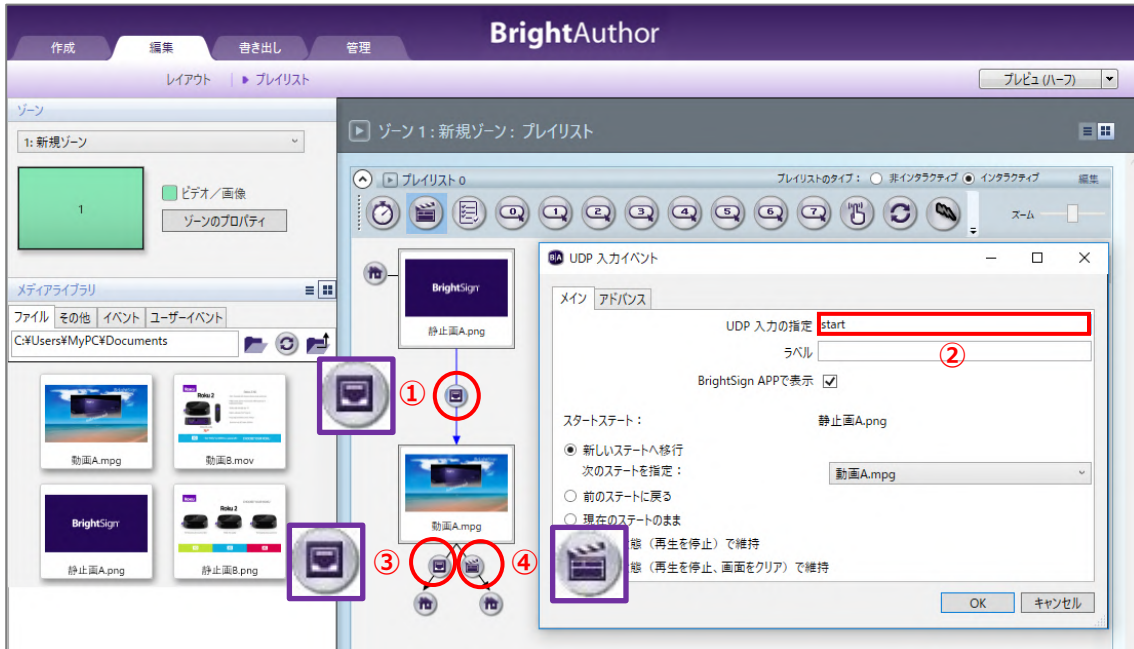 BrightAuthor
作成
編集
書き出し
管理
レイアウト
プレイリスト
プレビュ (ハーフ)
ゾーン
1: 新規ゾーン
1
ビデオ／画像
ゾーンのプロパティ
ゾーン 1 : 新規ゾーン : プレイリスト
プレイリスト 0
プレイリストのタイプ： 非インタラクティブ インタラクティブ
編集
0 1 2 3 4 5 6 7
ズーム
メディアライブラリ
ファイル
その他
イベント
ユーザーイベント
C:¥Users¥MyPC¥Documents
動画A.mpg
Roku 2
動画B.mov
BrightSign
静止画A.png
Roku 2
静止画B.png
BrightSign
静止画A.png
①
動画A.mpg
③
④
B/A UDP 入力イベント
メイン
アドバンス
UDP 入力の指定 start
ラベル
②
BrightSign APPで表示
スタートステート：
静止画A.png
新しいステートへ移行
次のステートを指定：
動画A.mpg
前のステートに戻る
現在のステートのまま
態（再生を停止）で維持
態（再生を停止、画面をクリア）で維持
OK
キャンセル